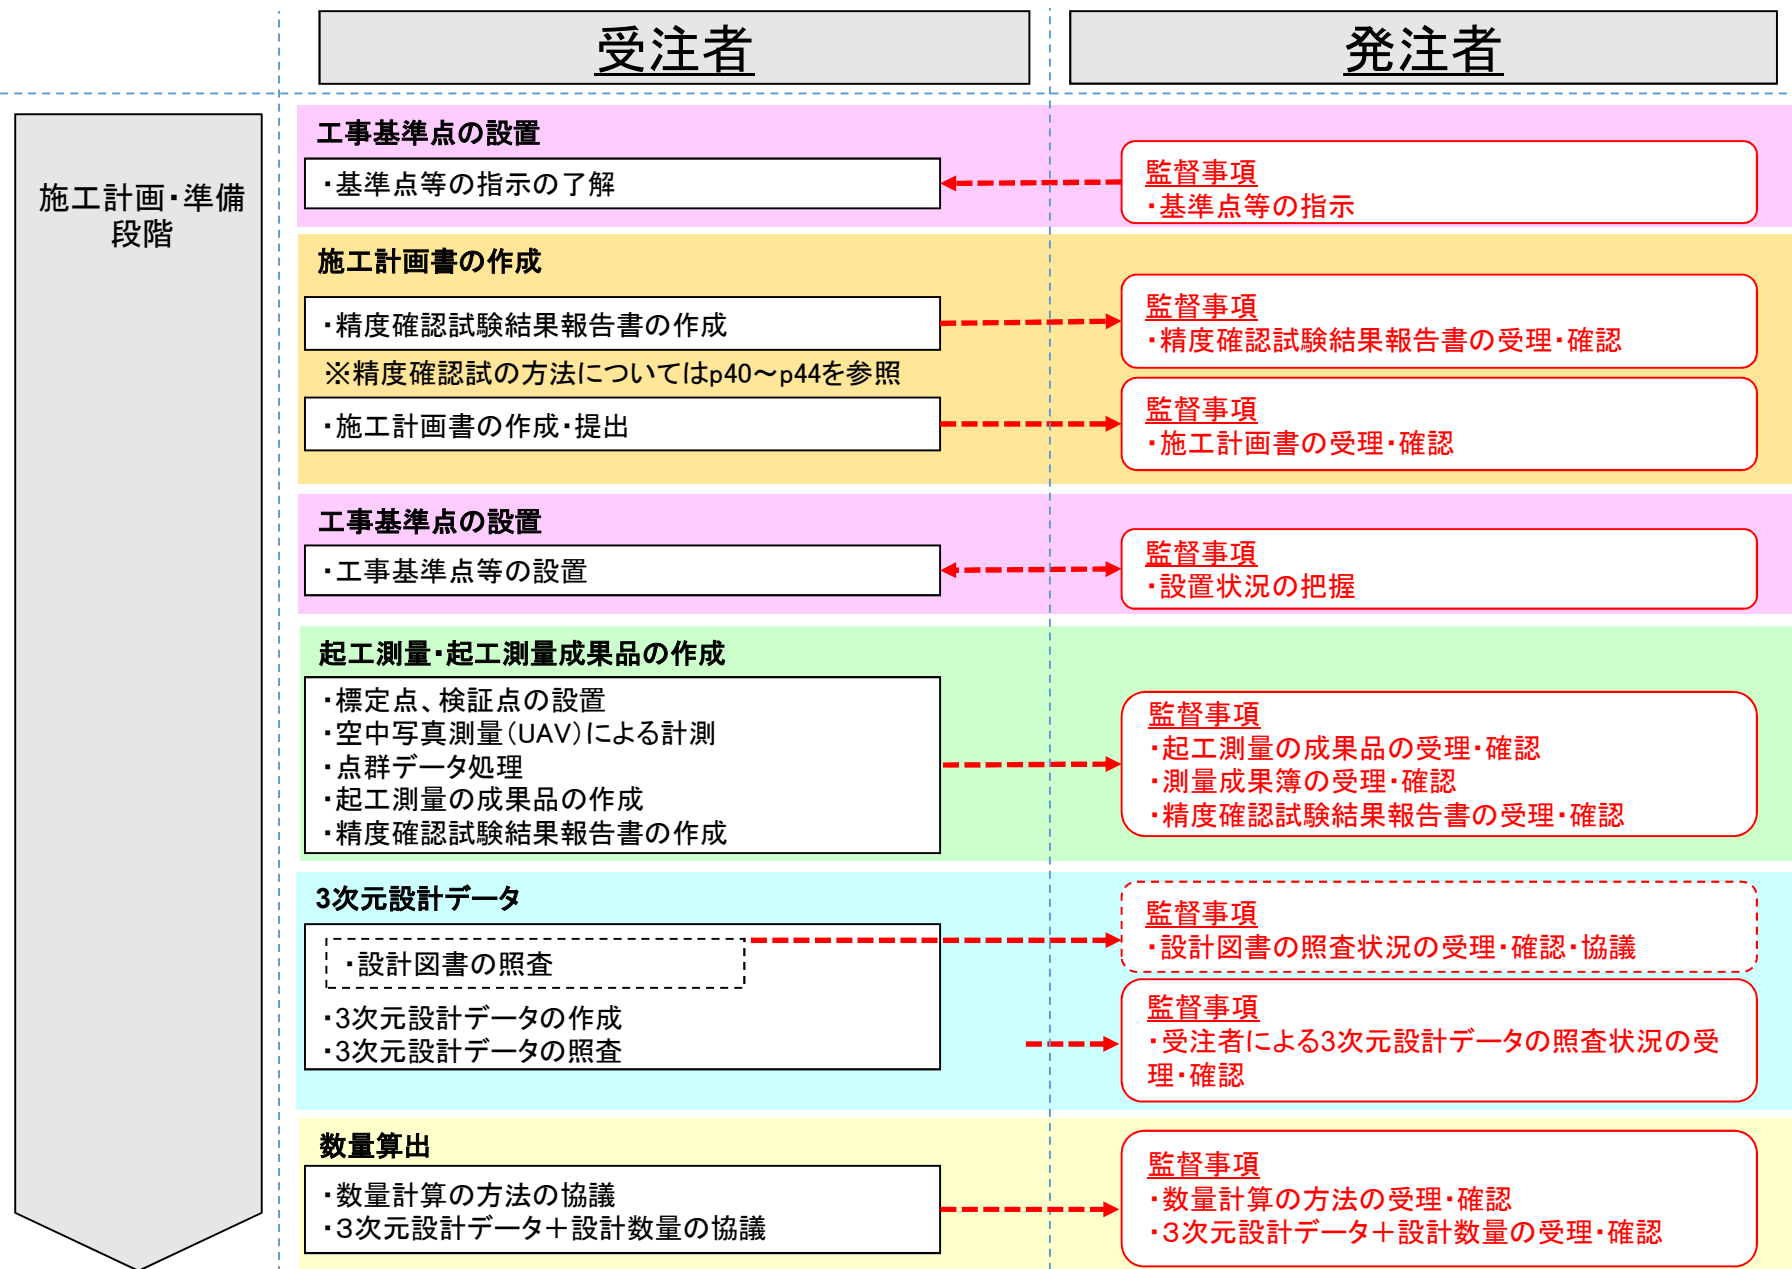 受注者
発注者
施工計画・準備
段階
工事基準点の設置
・基準点等の指示の了解
監督事項
・基準点等の指示
施工計画書の作成
・精度確認試験結果報告書の作成
監督事項
・精度確認試験結果報告書の受理・確認
※精度確認試の方法についてはp40～p44を参照
・施工計画書の作成・提出
監督事項
・施工計画書の受理・確認
工事基準点の設置
・工事基準点等の設置
監督事項
・設置状況の把握
起工測量・起工測量成果品の作成
・標定点、検証点の設置
・空中写真測量（UAV）による計測
・点群データ処理
・起工測量の成果品の作成
・精度確認試験結果報告書の作成
監督事項
・起工測量の成果品の受理・確認
・測量成果簿の受理・確認
・精度確認試験結果報告書の受理・確認
3次元設計データ
・設計図書の照査
・3次元設計データの作成
・3次元設計データの照査
監督事項
・設計図書の照査状況の受理・確認・協議
監督事項
・受注者による3次元設計データの照査状況の受
理・確認
数量算出
・数量計算の方法の協議
・3次元設計データ＋設計数量の協議
監督事項
・数量計算の方法の受理・確認
・3次元設計データ＋設計数量の受理・確認